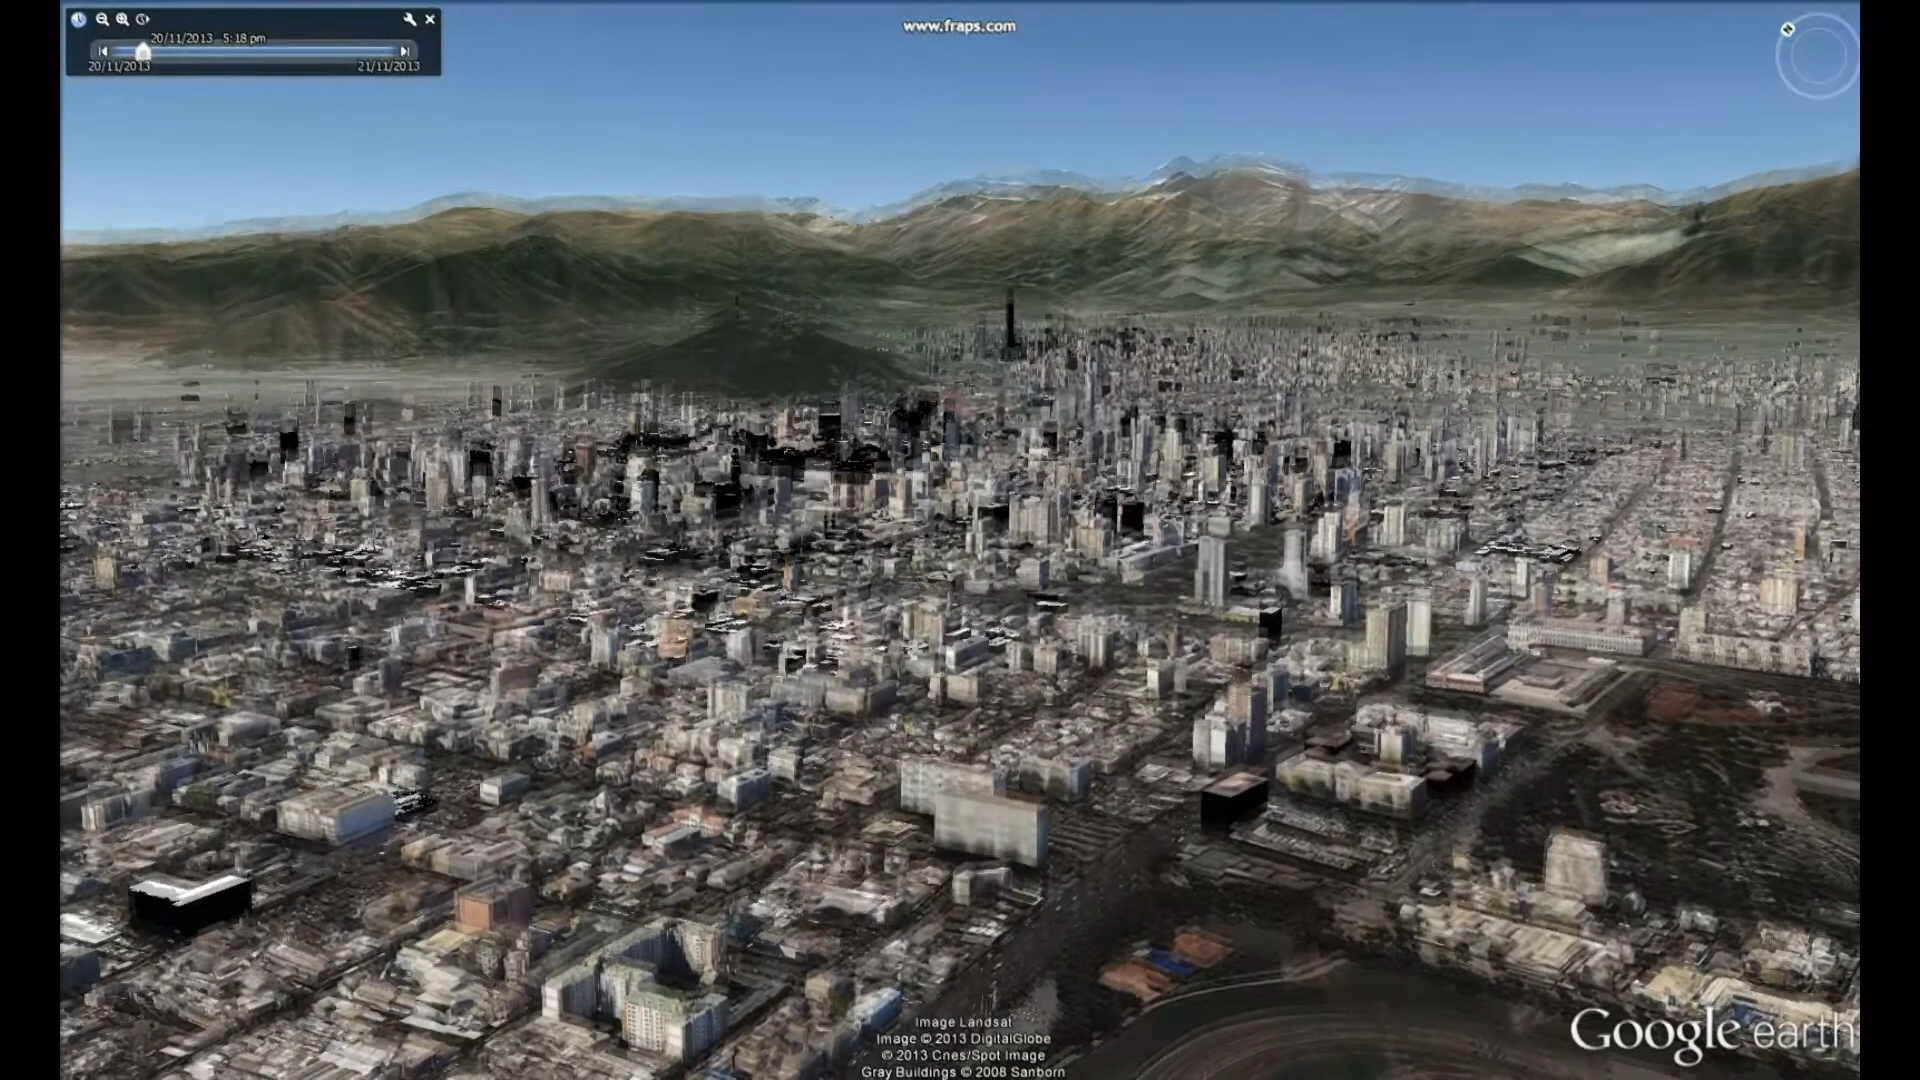 www.fraps.com
20/11/2013 5:18 pm
20/11/2013
21/11/2013
N
Image Landsat
Image © 2013 DigitalGlobe
© 2013 Cnes/Spot Image
Gray Buildings © 2008 Sanborn
Google earth